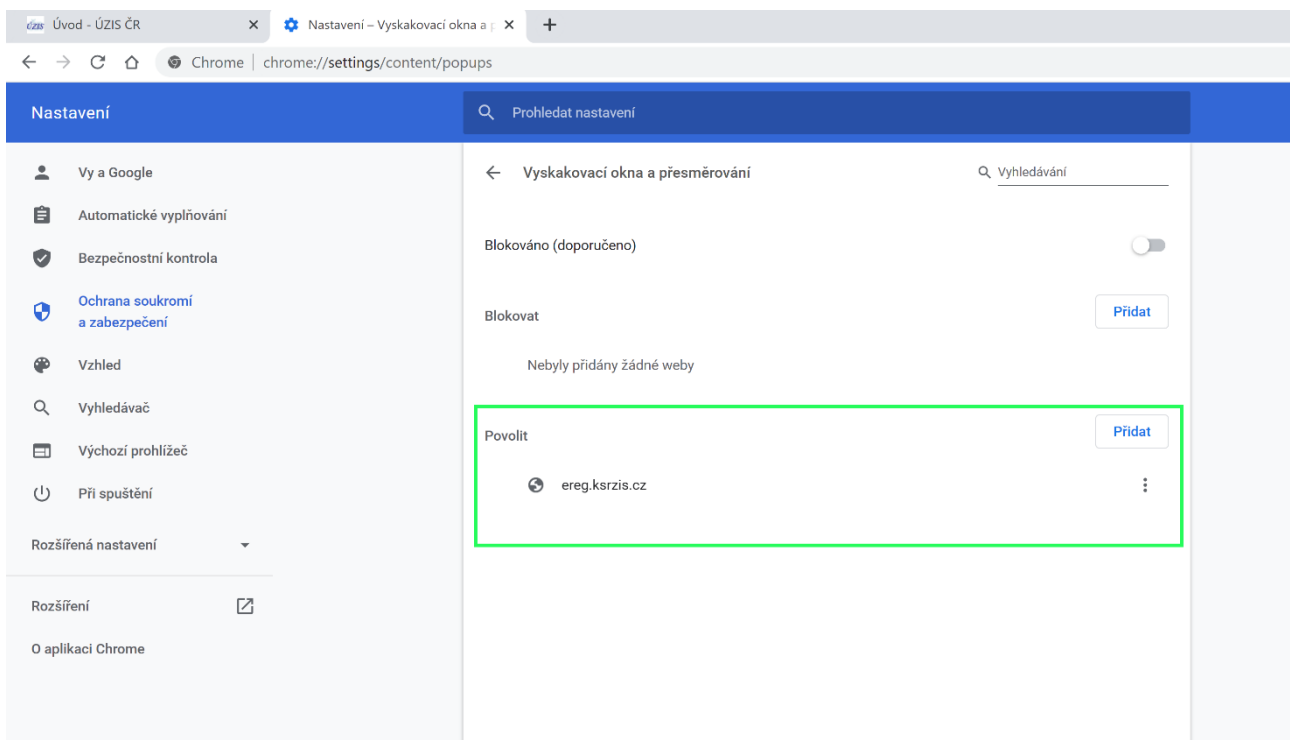 ÚZIS Úvod - ÚZIS ČR
Nastavení – Vyskakovací okna a p
Chrome | chrome://settings/content/popups
Nastavení
Prohledat nastavení
Vy a Google
Automatické vyplňování
Bezpečnostní kontrola
Ochrana soukromí
a zabezpečení
Vzhled
Vyhledávač
Výchozí prohlížeč
Při spuštění
Rozšířená nastavení
Rozšíření
O aplikaci Chrome
Vyskakovací okna a přesměrování
Vyhledávání
Blokováno (doporučeno)
Blokovat
Přidat
Nebyly přidány žádné weby
Povolit
Přidat
ereg.ksrzis.cz